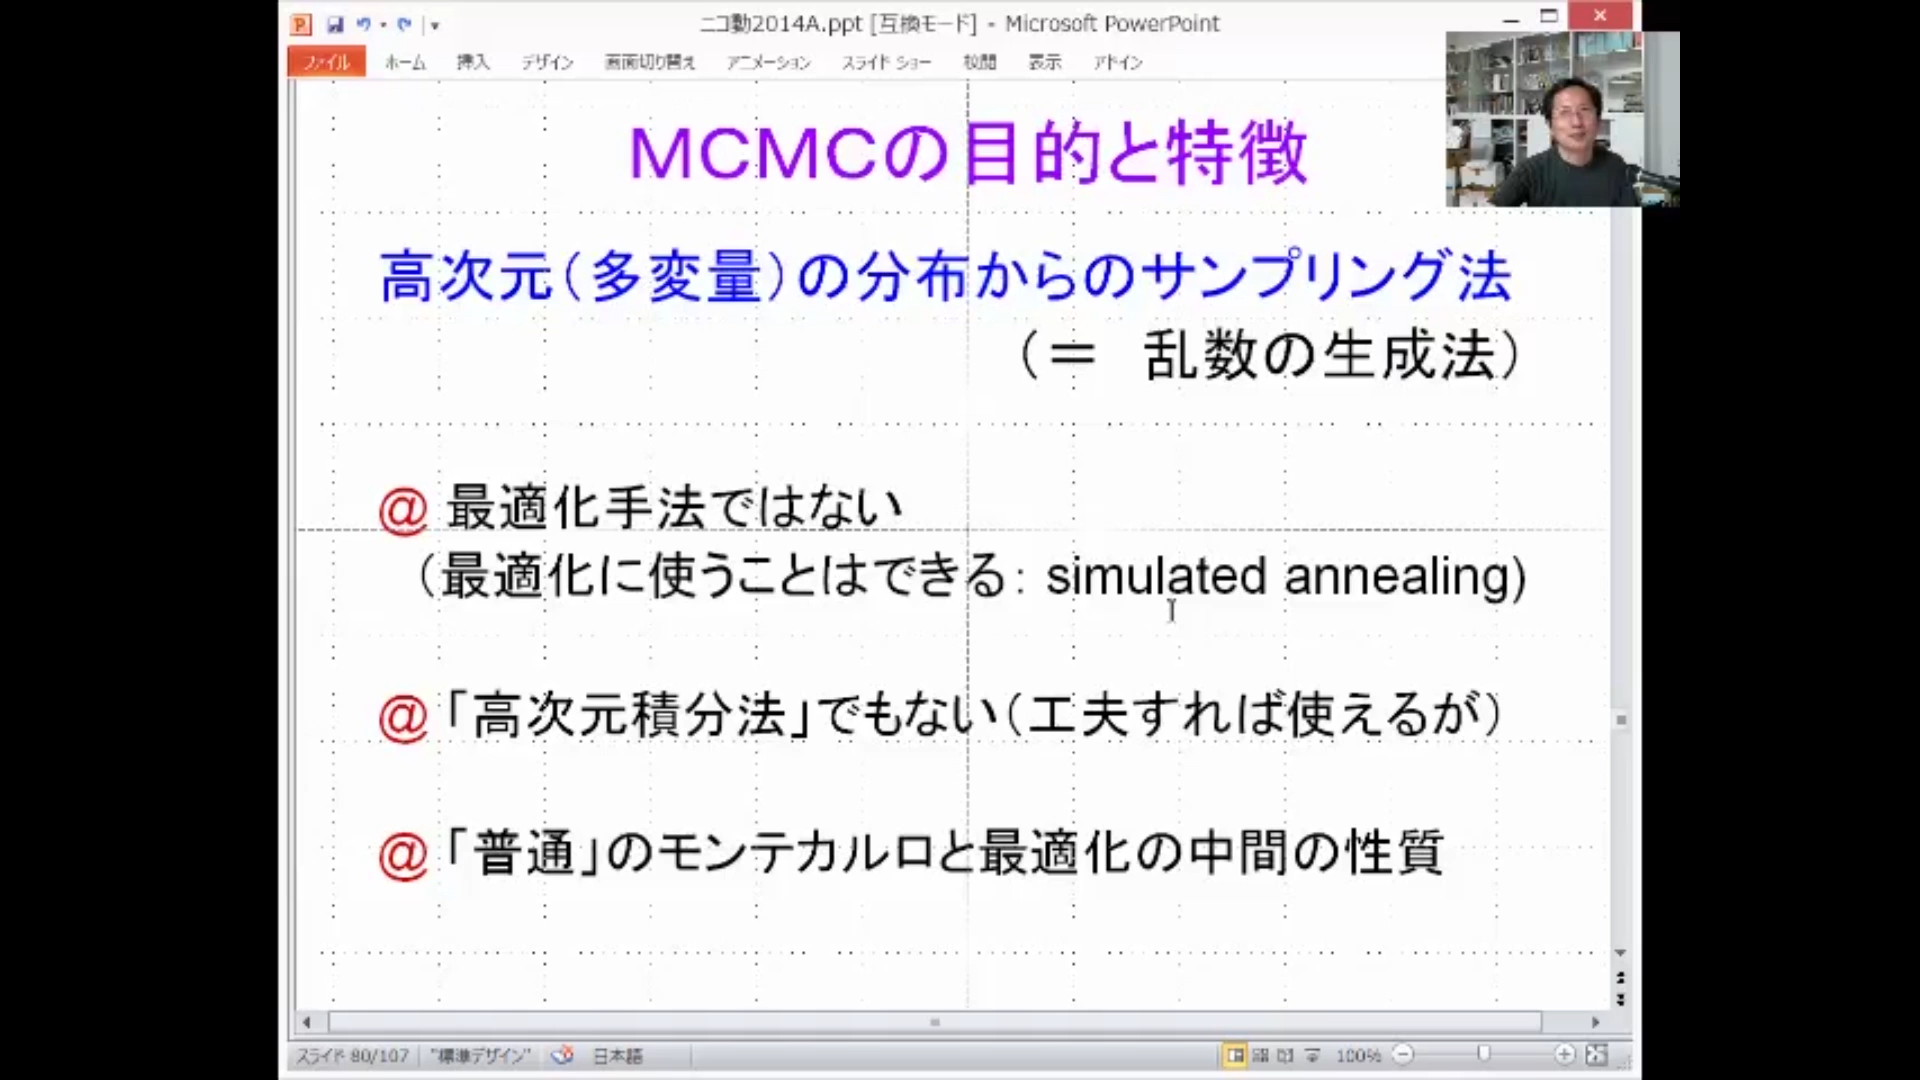 ニコ動2014A.ppt [互換モード] - Microsoft PowerPoint
ファイル ホーム 挿入 デザイン 画面切り替え アニメーション スライド ショー 校閲 表示 アドイン
MCMCの目的と特徴
高次元(多変量)の分布からのサンプリング法
(= 乱数の生成法)
@ 最適化手法ではない
(最適化に使うことはできる: simulated annealing)
@「高次元積分法」でもない(工夫すれば使えるが)
@「普通」のモンテカルロと最適化の中間の性質
スライド 80/107 "標準デザイン" 日本語 100%